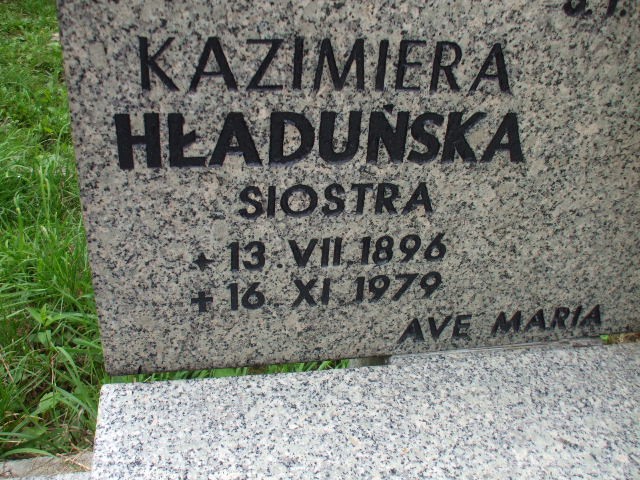 KAZIMIERA
HŁADUŃSKA
SIOSTRA
* 13. VII 1896
+ 16. XI 1979
AVE MARIA